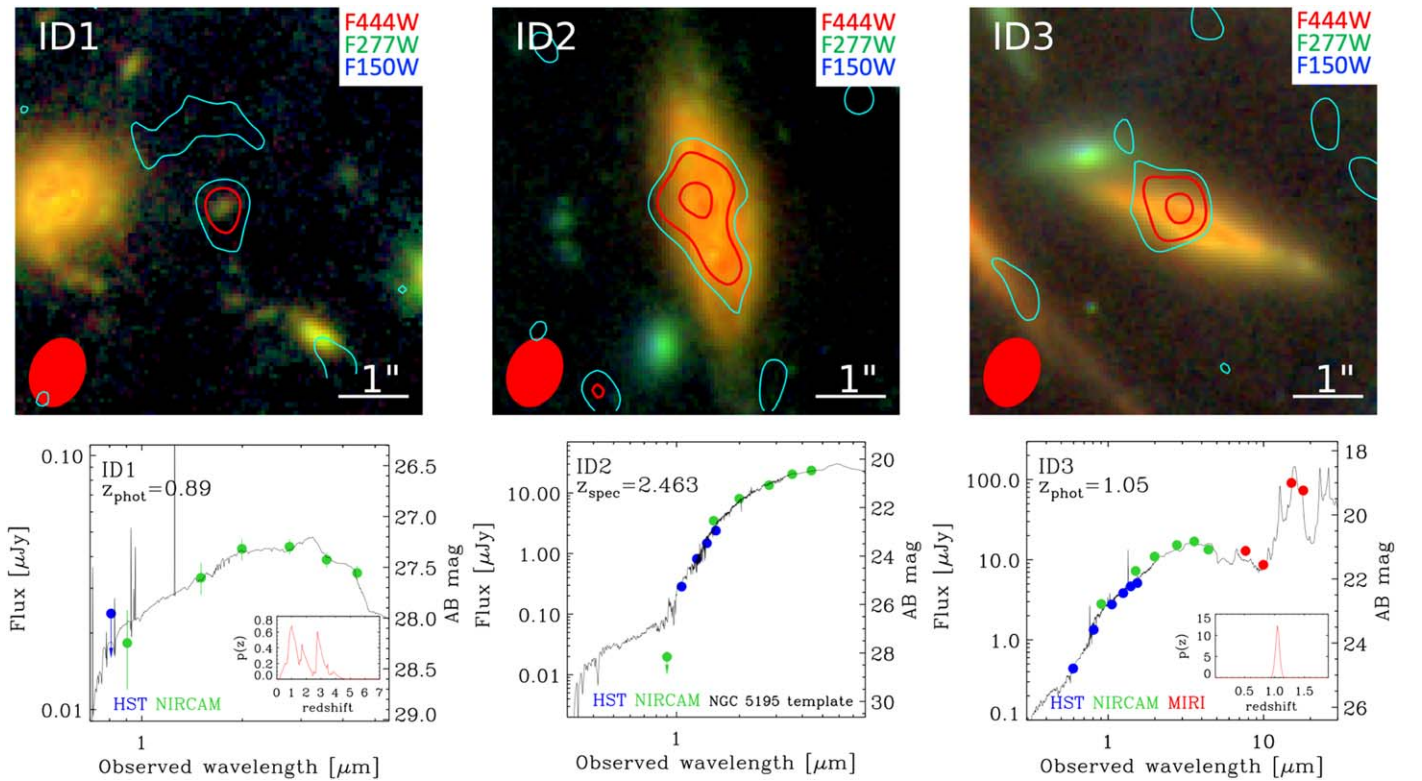 ID1
F444W
F277W
F150W
1"
ID2
F444W
F277W
F150W
1"
ID3
F444W
F277W
F150W
1"
0.10
0.01
Flux [μJy]
ID1
zphot=0.89
26.5
27.0
27.5
28.0
28.5
29.0
AB mag
0.8
0.6
0.4
0.2
0.0
p(z)
0 1 2 3 4 5 6 7
redshift
HST NIRCAM
1
Observed wavelength [μm]
10.00
1.00
0.10
0.01
Flux [μJy]
ID2
zspec=2.463
20
22
24
26
28
30
AB mag
HST NIRCAM NGC 5195 template
1
Observed wavelength [μm]
100.0
10.0
1.0
0.1
Flux [μJy]
ID3
zphot=1.05
18
20
22
24
26
AB mag
15
10
5
0
p(z)
0.5 1.0 1.5
redshift
HST NIRCAM MIRI
1 10
Observed wavelength [μm]